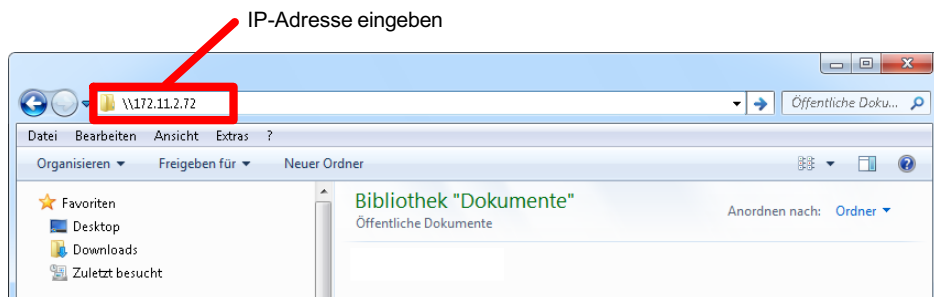 IP-Adresse eingeben
\\172.11.2.72
Öffentliche Doku...
Datei Bearbeiten Ansicht Extras ?
Organisieren Freigeben für Neuer Ordner
Favoriten
Desktop
Downloads
Zuletzt besucht
Bibliothek "Dokumente"
Öffentliche Dokumente
Anordnen nach: Ordner